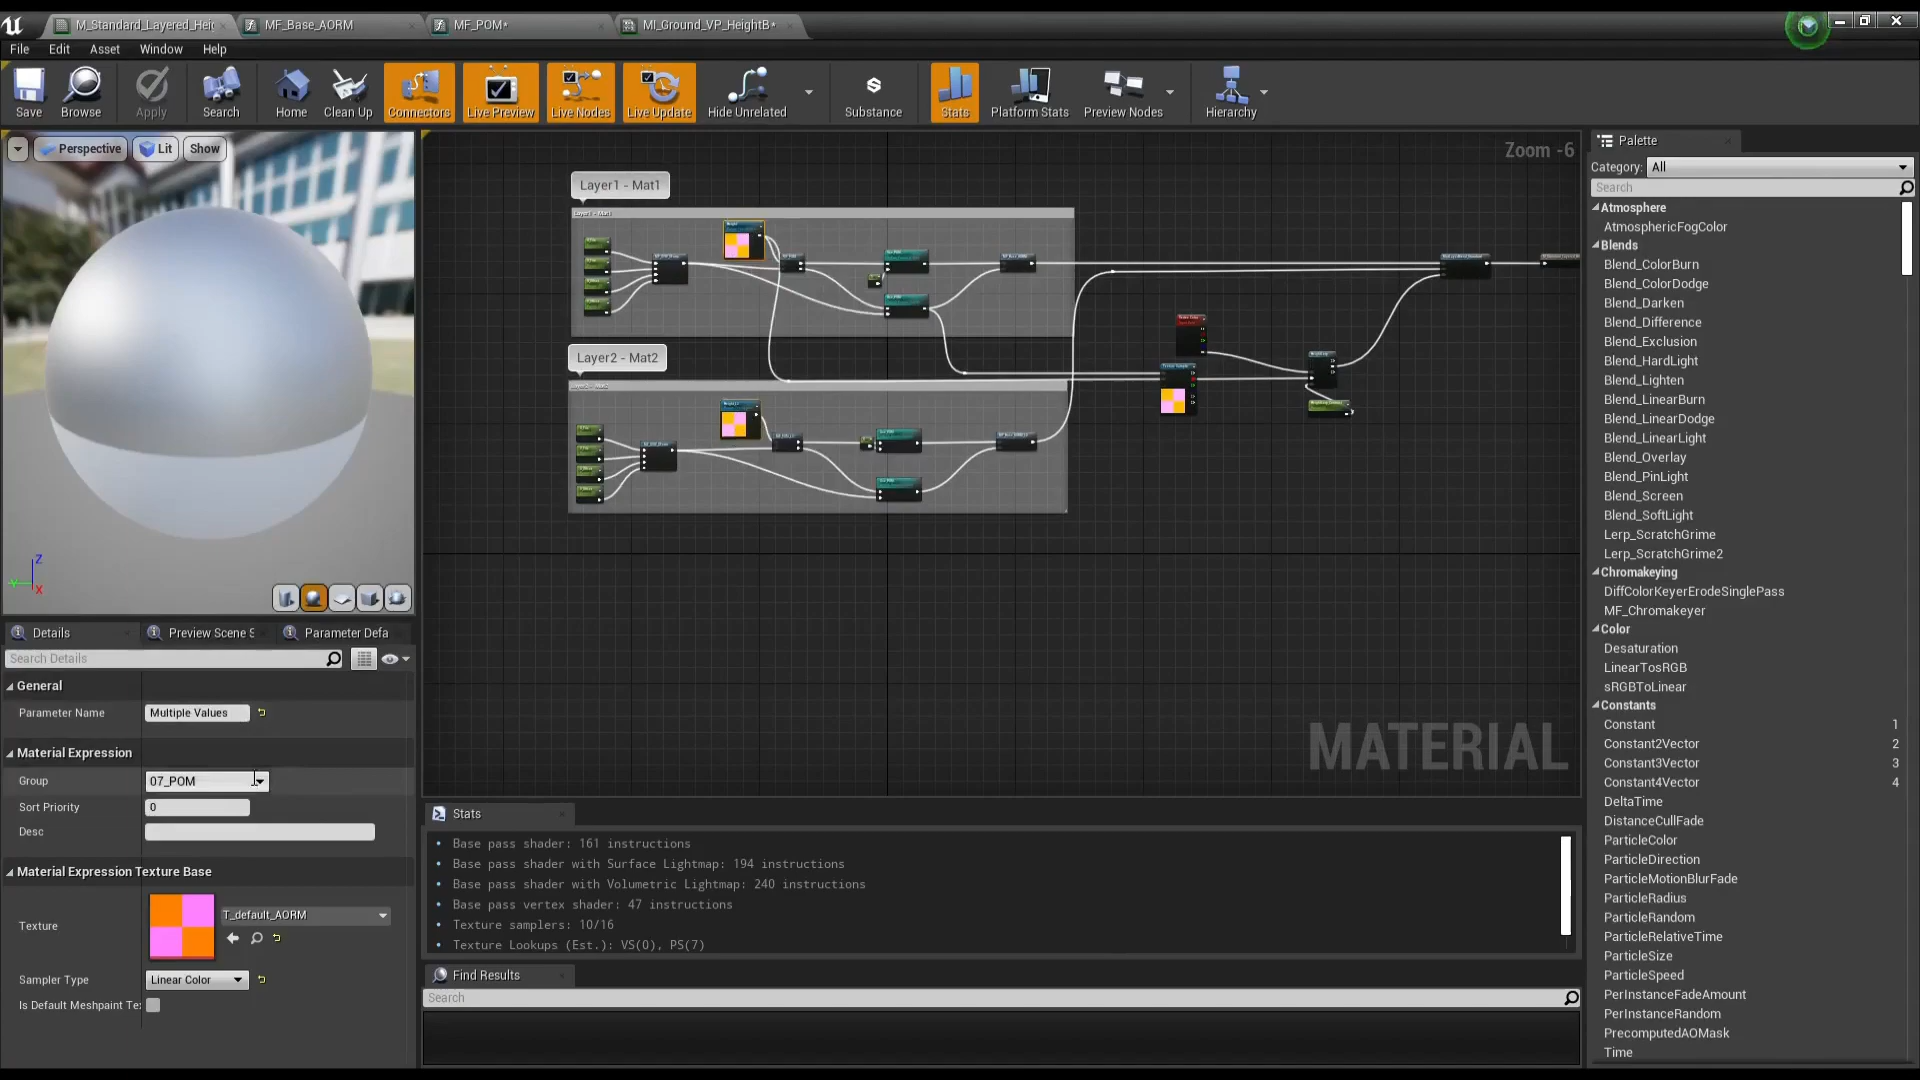 M_Standard_Layered_Hei
MF_Base_AORM
MF_POM*
MI_Ground_VP_HeightB*
File Edit Asset Window Help
Save Browse Apply Search Home Clean Up Connectors Live Preview Live Nodes Live Update Hide Unrelated Substance Stats Platform Stats Preview Nodes Hierarchy
Perspective Lit Show
Z
Y
X
Details
Preview Scene S
Parameter Defa
Search Details
General
Parameter Name Multiple Values
Material Expression
Group 07_POM
Sort Priority 0
Desc
Material Expression Texture Base
Texture T_default_AORM
Sampler Type Linear Color
Is Default Meshpaint Te
Zoom -6
Layer1 - Mat1
Layer1 - Mat1
Layer2 - Mat2
MATERIAL
Stats
• Base pass shader: 161 instructions
• Base pass shader with Surface Lightmap: 194 instructions
• Base pass shader with Volumetric Lightmap: 240 instructions
• Base pass vertex shader: 47 instructions
• Texture samplers: 10/16
• Texture Lookups (Est.): VS(0), PS(7)
Find Results
Search
Palette
Category: All
Search
Atmosphere
AtmosphericFogColor
Blends
Blend_ColorBurn
Blend_ColorDodge
Blend_Darken
Blend_Difference
Blend_Exclusion
Blend_HardLight
Blend_Lighten
Blend_LinearBurn
Blend_LinearDodge
Blend_LinearLight
Blend_Overlay
Blend_PinLight
Blend_Screen
Blend_SoftLight
Lerp_ScratchGrime
Lerp_ScratchGrime2
Chromakeying
DiffColorKeyerErodeSinglePass
MF_Chromakeyer
Color
Desaturation
LinearTosRGB
sRGBToLinear
Constants
Constant 1
Constant2Vector 2
Constant3Vector 3
Constant4Vector 4
DeltaTime
DistanceCullFade
ParticleColor
ParticleDirection
ParticleMotionBlurFade
ParticleRadius
ParticleRandom
ParticleRelativeTime
ParticleSize
ParticleSpeed
PerInstanceFadeAmount
PerInstanceRandom
PrecomputedAOMask
Time